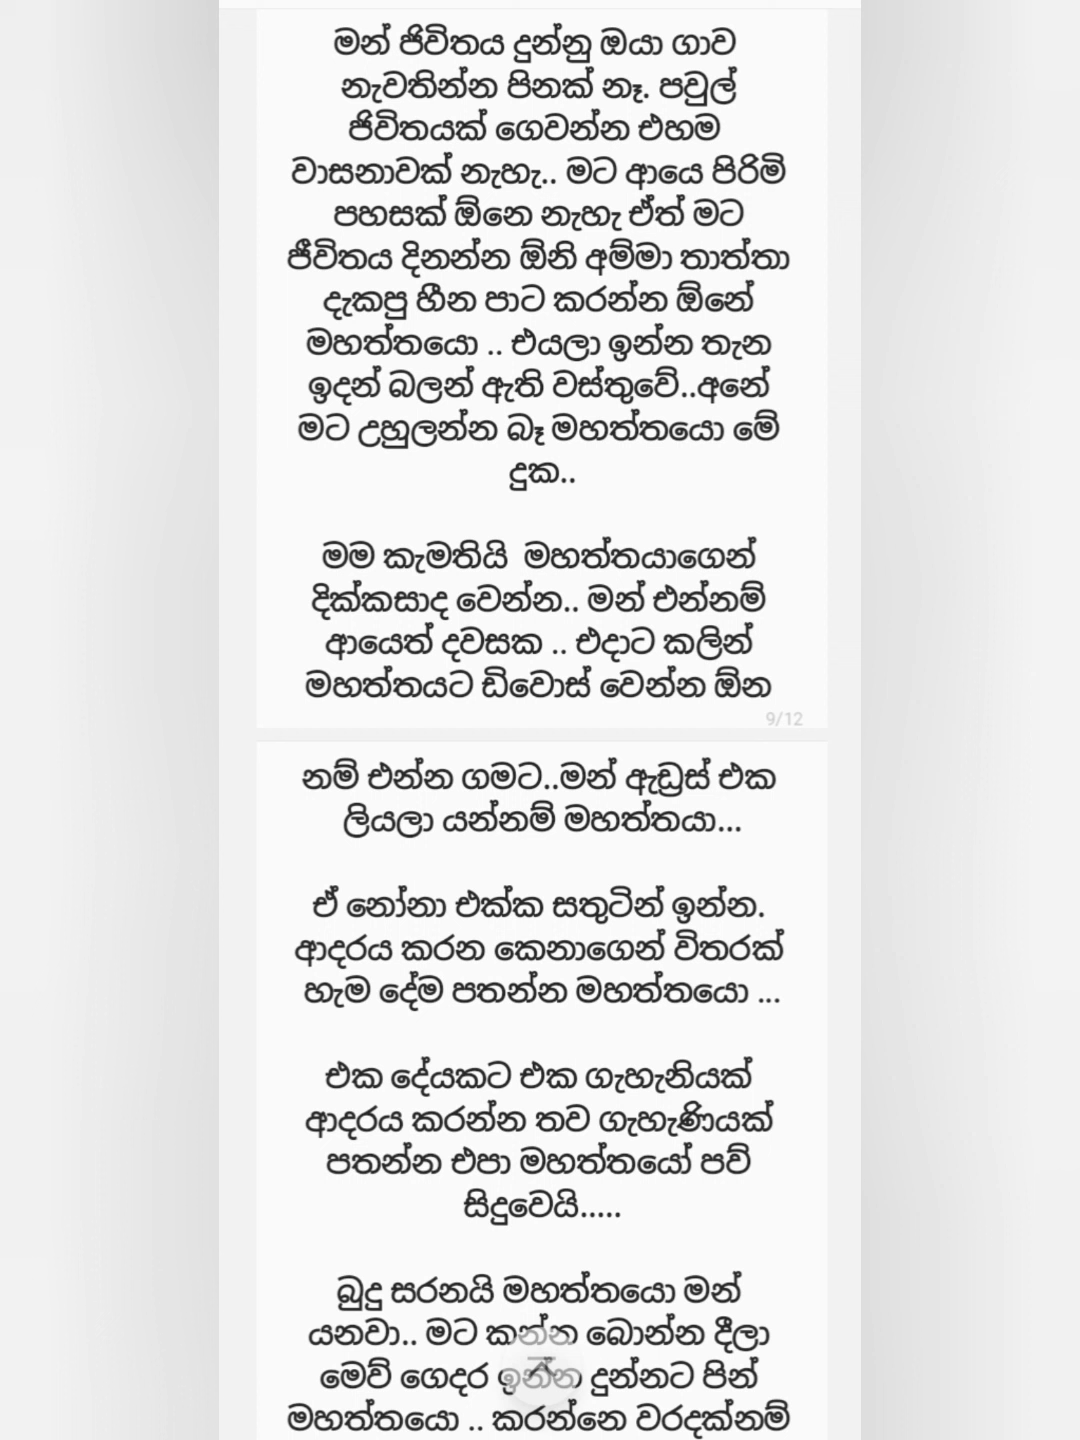 මන් ජිවිතය දුන්නු ඔයා ගාව
නැවතින්න පිනක් නෑ. පවුල්
ජිවිතයක් ගෙවන්න එහම
වාසනාවක් නැහැ.. මට ආයෙ පිරිමි
පහසක් ඕනෙ නැහැ ඒත් මට
ජීවිතය දිනන්න ඕනි අම්මා තාත්තා
දැකපු හීන පාට කරන්න ඕනේ
මහත්තයො .. එයලා ඉන්න තැන
ඉදන් බලන් ඇති වස්තුවේ..අනේ
මට උහුලන්න බෑ මහත්තයො මේ
දුක..
මම කැමතියි මහත්තයාගෙන්
දික්කසාද වෙන්න.. මන් එන්නම්
ආයෙත් දවසක .. එදාට කලින්
මහත්තයට ඩිවොස් වෙන්න ඕන
9/12
නම් එන්න ගමට..මන් ඇඩ්‍රස් එක
ලියලා යන්නම් මහත්තයා...
ඒ නෝනා එක්ක සතුටින් ඉන්න.
ආදරය කරන කෙනාගෙන් විතරක්
හැම දේම පතන්න මහත්තයො ...
එක දේයකට එක ගැහැනියක්
ආදරය කරන්න තව ගැහැණියක්
පතන්න එපා මහත්තයෝ පව්
සිදුවෙයි.....
බුදු සරනයි මහත්තයො මන්
යනවා.. මට කන්න බොන්න දීලා
මෙව් ගෙදර ඉන්න දුන්නට පින්
මහත්තයො .. කරන්නෙ වරදක්නම්